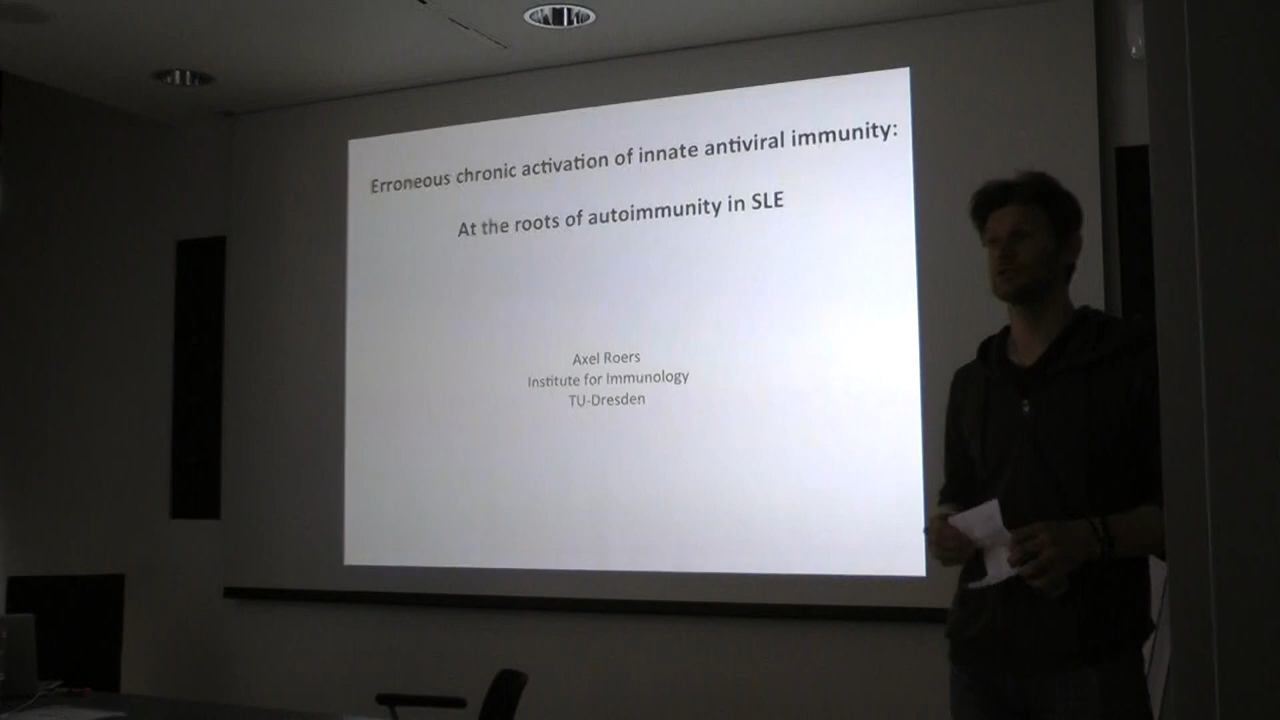 Erroneous chronic activation of innate antiviral immunity:
At the roots of autoimmunity in SLE
Axel Roers
Institute for Immunology
TU-Dresden